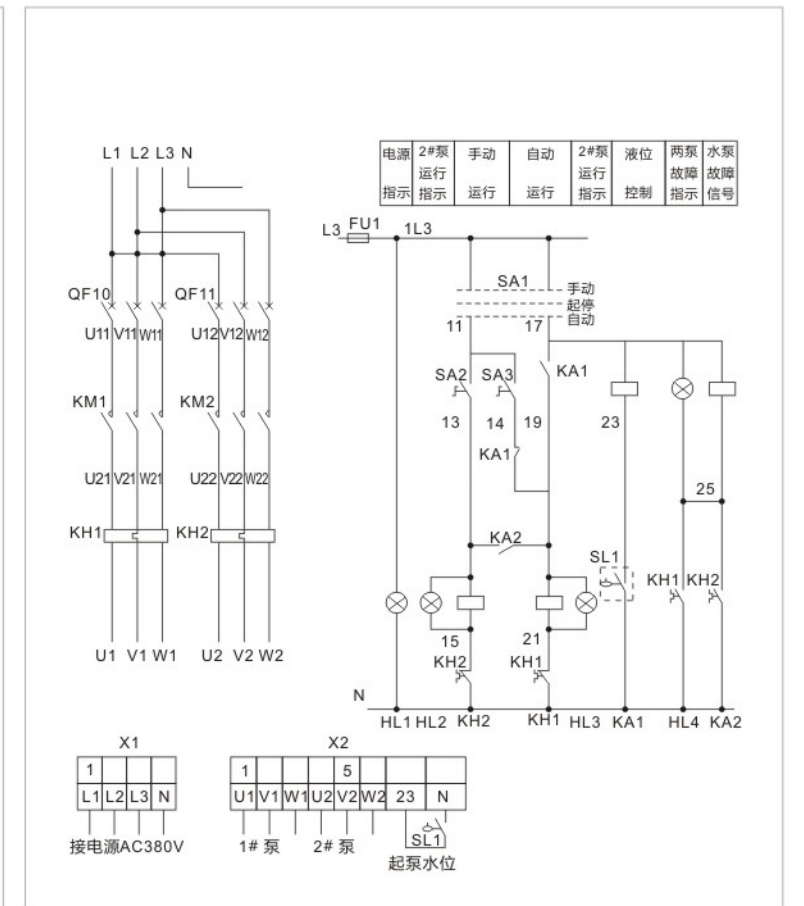 L1 L2 L3 N
QF10
QF11
U11 V11 W11
U12 V12 W12
KM1
KM2
U21 V21 W21
U22 V22 W22
KH1
KH2
U1 V1 W1
U2 V2 W2
电源 指示
2#泵 运行 指示
手动 运行
自动 运行
2#泵 运行 指示
液位 控制
两泵 故障 指示
水泵 故障 信号
L3 FU1 1L3
SA1
手动
起停
自动
11 17
SA2 SA3 KA1
13 14 19 23
KA1
25
KA2
SL1
KH1 KH2
15 21
KH2 KH1
N
HL1 HL2 KH2 KH1 HL3 KA1 HL4 KA2
X1
1
L1 L2 L3 N
接电源AC380V
X2
1 5
U1 V1 W1 U2 V2 W2 23 N
SL1
1# 泵 2# 泵
起泵水位